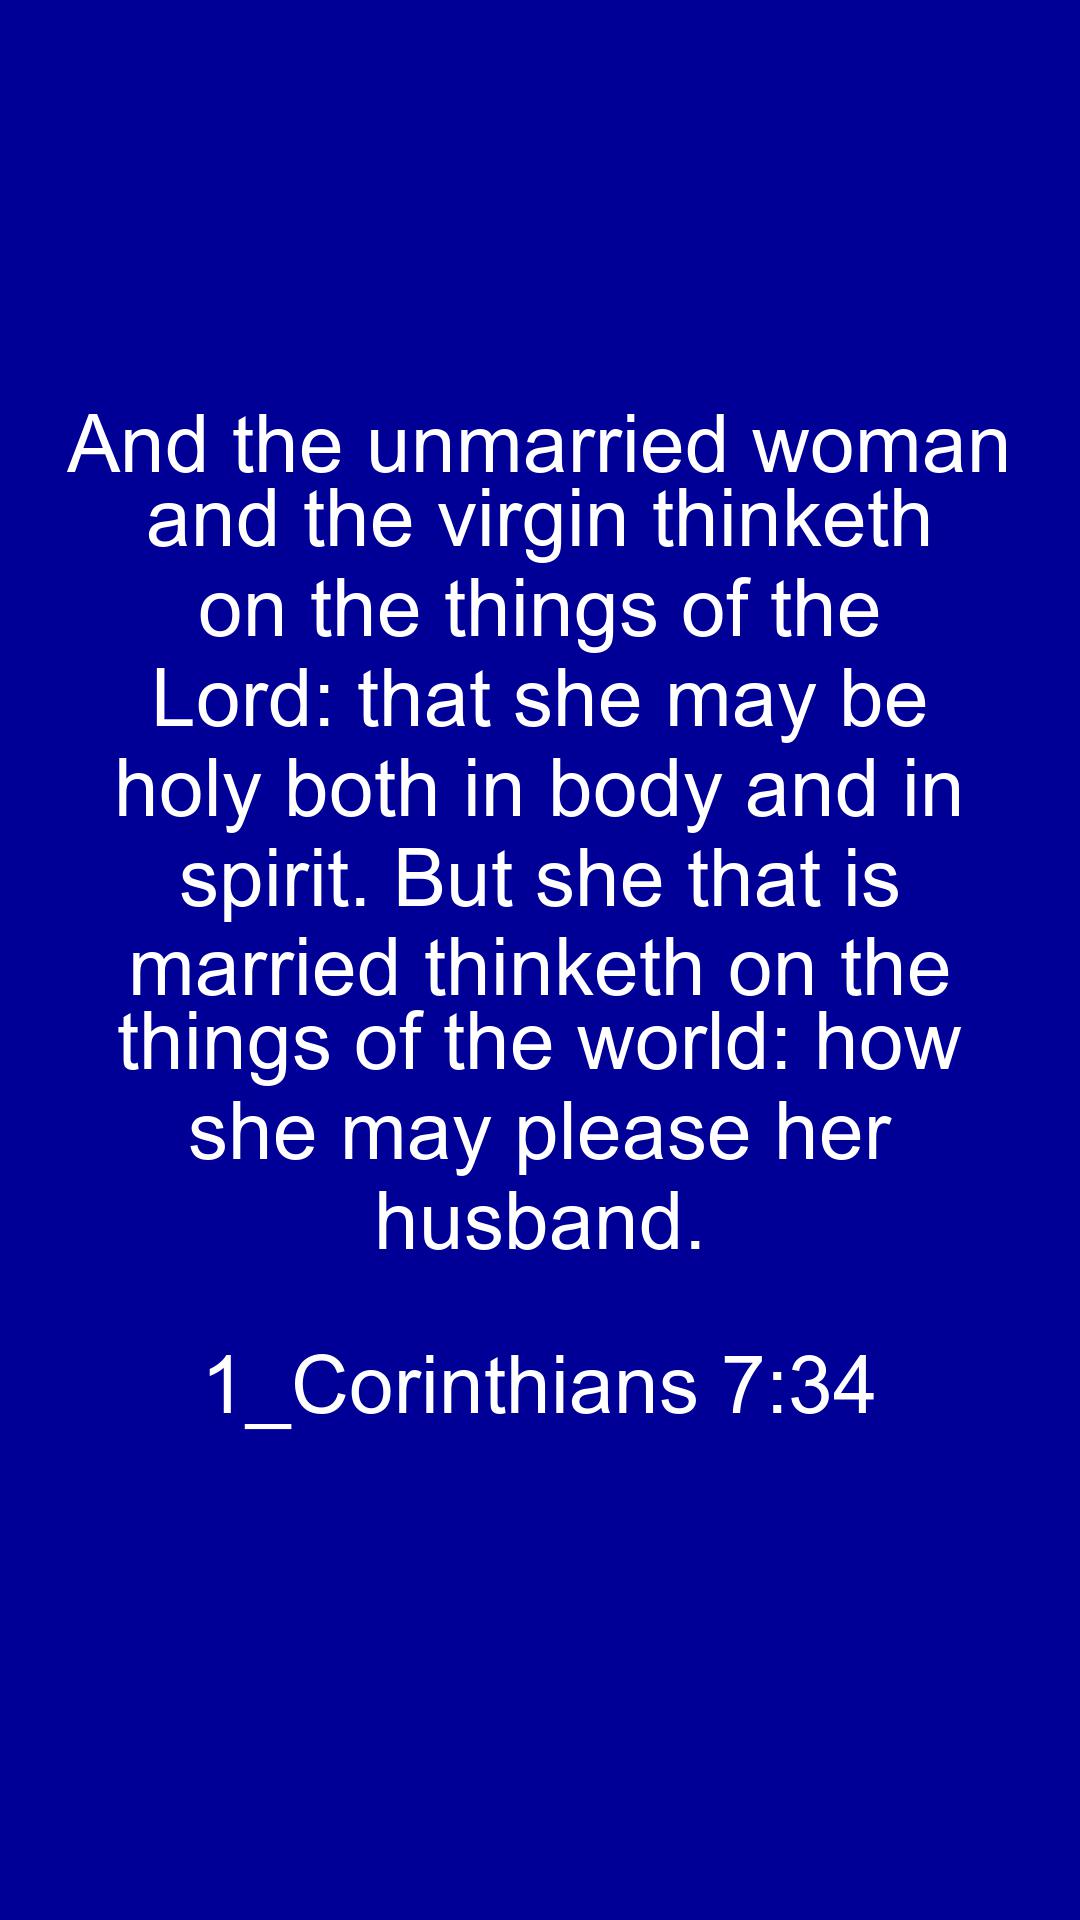 And the unmarried woman
and the virgin thinketh
on the things of the
Lord: that she may be
holy both in body and in
spirit. But she that is
married thinketh on the
things of the world: how
she may please her
husband.
1_Corinthians 7:34